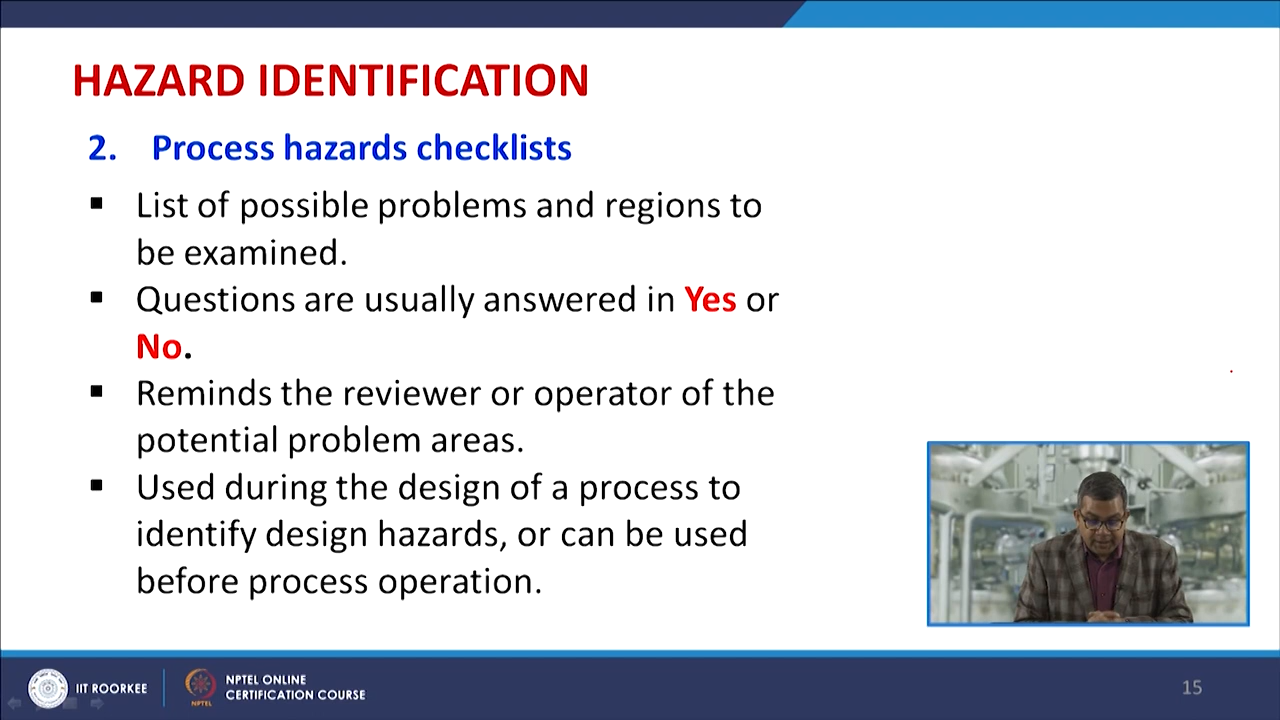 HAZARD IDENTIFICATION
2. Process hazards checklists
▪ List of possible problems and regions to
be examined.
▪ Questions are usually answered in Yes or
No.
▪ Reminds the reviewer or operator of the
potential problem areas.
▪ Used during the design of a process to
identify design hazards, or can be used
before process operation.
IIT ROORKEE
NPTEL
NPTEL ONLINE
CERTIFICATION COURSE
15